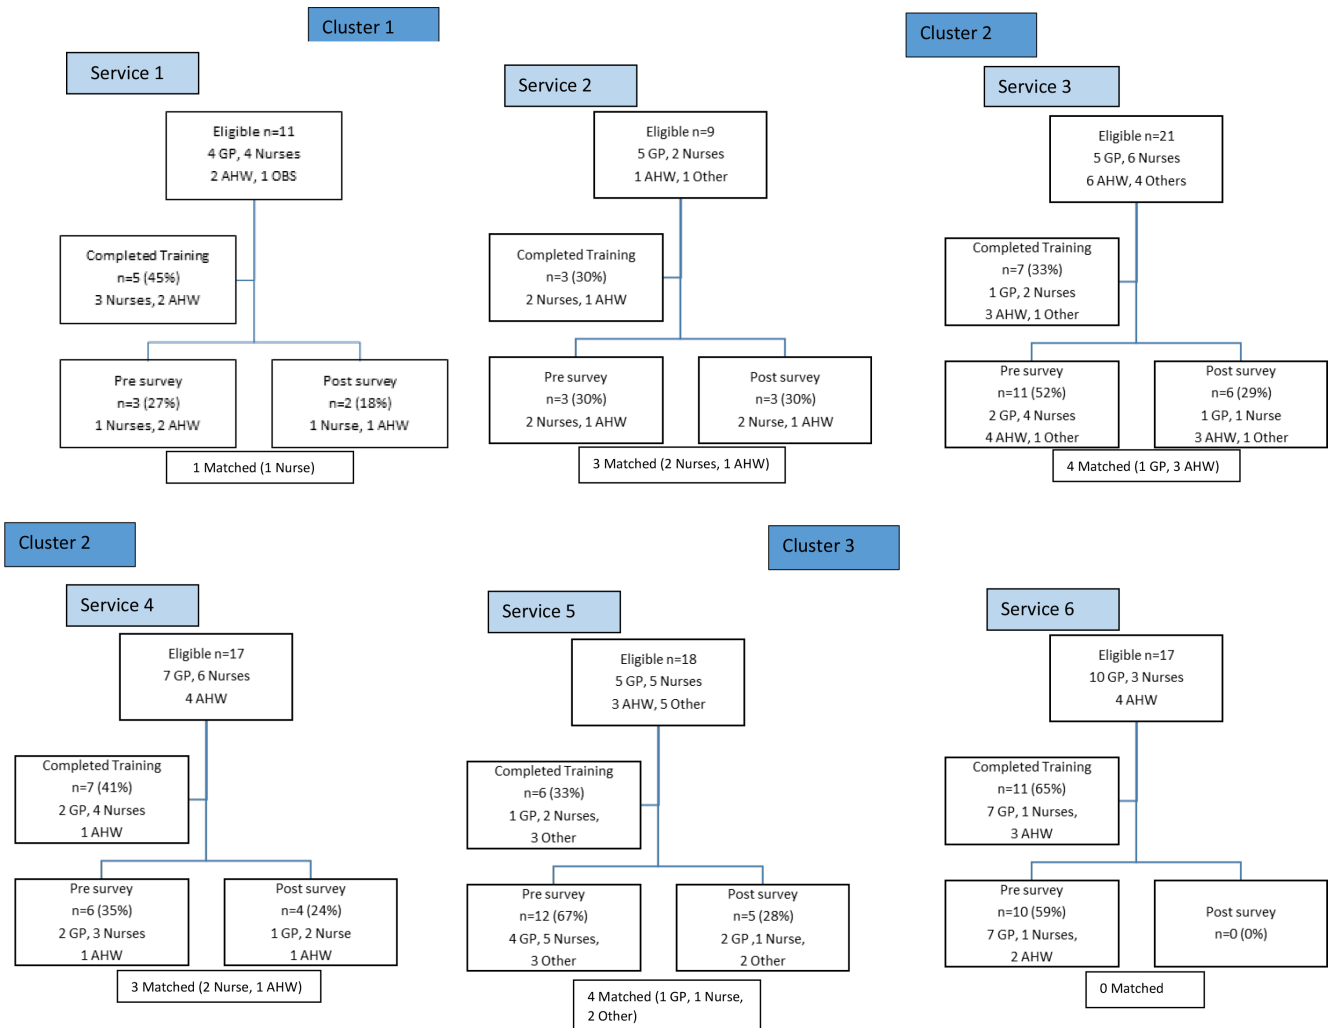 Cluster 1
Service 1
Eligible n=11
4 GP, 4 Nurses
2 AHW, 1 OBS
Completed Training
n=5 (45%)
3 Nurses, 2 AHW
Pre survey
n=3 (27%)
1 Nurses, 2 AHW
Post survey
n=2 (18%)
1 Nurse, 1 AHW
1 Matched (1 Nurse)
Service 2
Eligible n=9
5 GP, 2 Nurses
1 AHW, 1 Other
Completed Training
n=3 (30%)
2 Nurses, 1 AHW
Pre survey
n=3 (30%)
2 Nurses, 1 AHW
Post survey
n=3 (30%)
2 Nurse, 1 AHW
3 Matched (2 Nurses, 1 AHW)
Cluster 2
Service 3
Eligible n=21
5 GP, 6 Nurses
6 AHW, 4 Others
Completed Training
n=7 (33%)
1 GP, 2 Nurses
3 AHW, 1 Other
Pre survey
n=11 (52%)
2 GP, 4 Nurses
4 AHW, 1 Other
Post survey
n=6 (29%)
1 GP, 1 Nurse
3 AHW, 1 Other
4 Matched (1 GP, 3 AHW)
Cluster 2
Service 4
Eligible n=17
7 GP, 6 Nurses
4 AHW
Completed Training
n=7 (41%)
2 GP, 4 Nurses
1 AHW
Pre survey
n=6 (35%)
2 GP, 3 Nurses
1 AHW
Post survey
n=4 (24%)
1 GP, 2 Nurse
1 AHW
3 Matched (2 Nurse, 1 AHW)
Cluster 3
Service 5
Eligible n=18
5 GP, 5 Nurses
3 AHW, 5 Other
Completed Training
n=6 (33%)
1 GP, 2 Nurses,
3 Other
Pre survey
n=12 (67%)
4 GP, 5 Nurses,
3 Other
Post survey
n=5 (28%)
2 GP ,1 Nurse,
2 Other
4 Matched (1 GP, 1 Nurse,
2 Other)
Service 6
Eligible n=17
10 GP, 3 Nurses
4 AHW
Completed Training
n=11 (65%)
7 GP, 1 Nurses,
3 AHW
Pre survey
n=10 (59%)
7 GP, 1 Nurses,
2 AHW
Post survey
n=0 (0%)
0 Matched